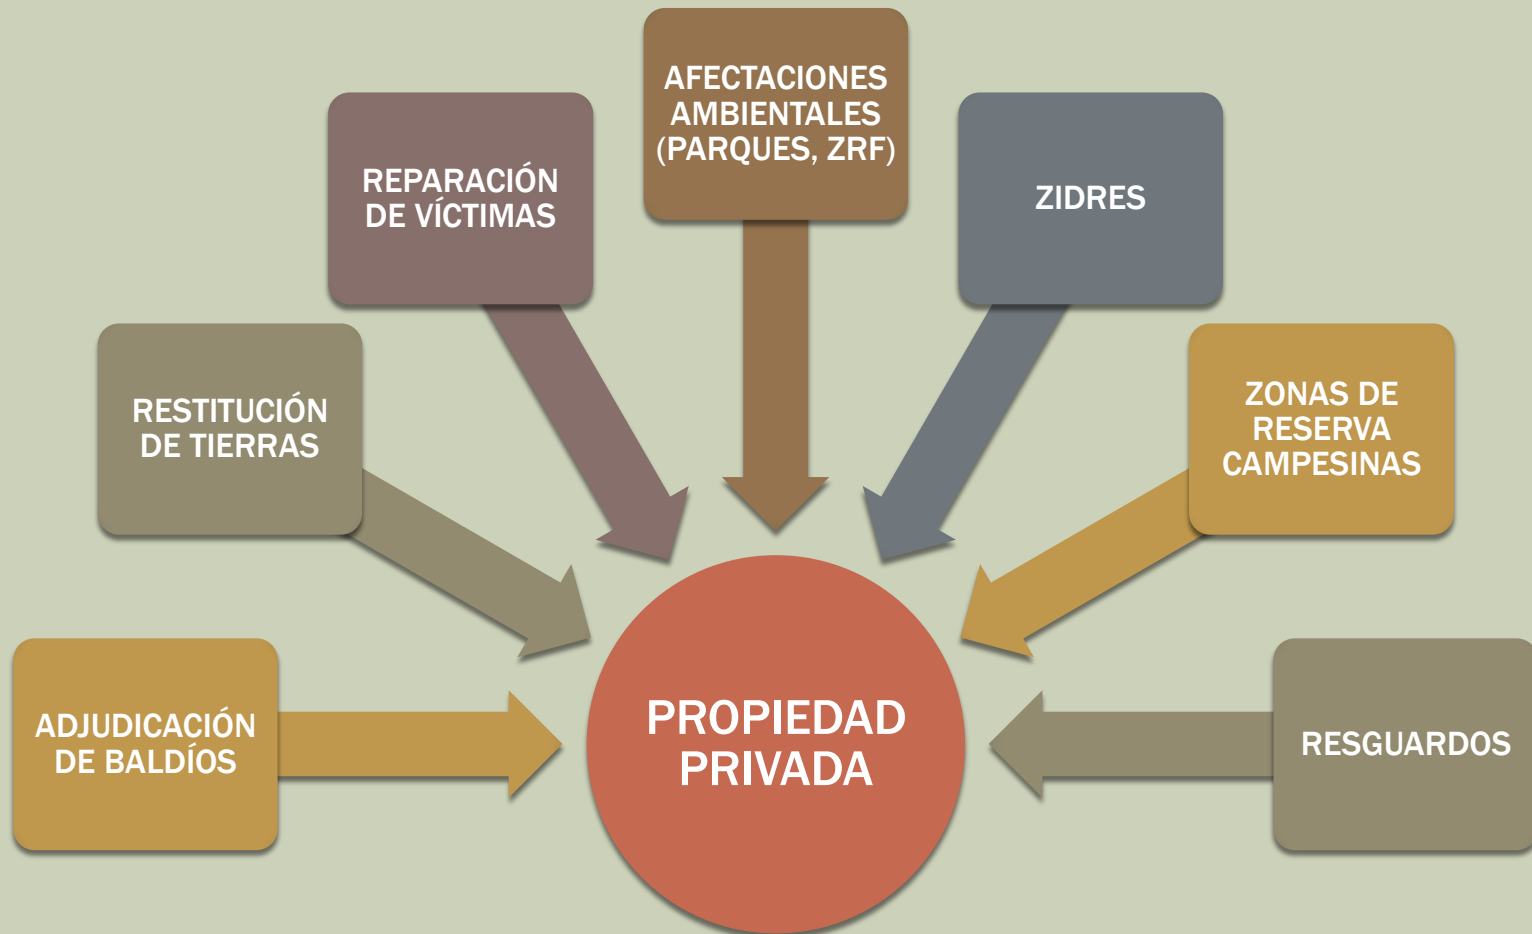 AFECTACIONES
AMBIENTALES
(PARQUES, ZRF)
REPARACIÓN
DE VÍCTIMAS
ZIDRES
RESTITUCIÓN
DE TIERRAS
ZONAS DE
RESERVA
CAMPESINAS
ADJUDICACIÓN
DE BALDÍOS
PROPIEDAD
PRIVADA
RESGUARDOS